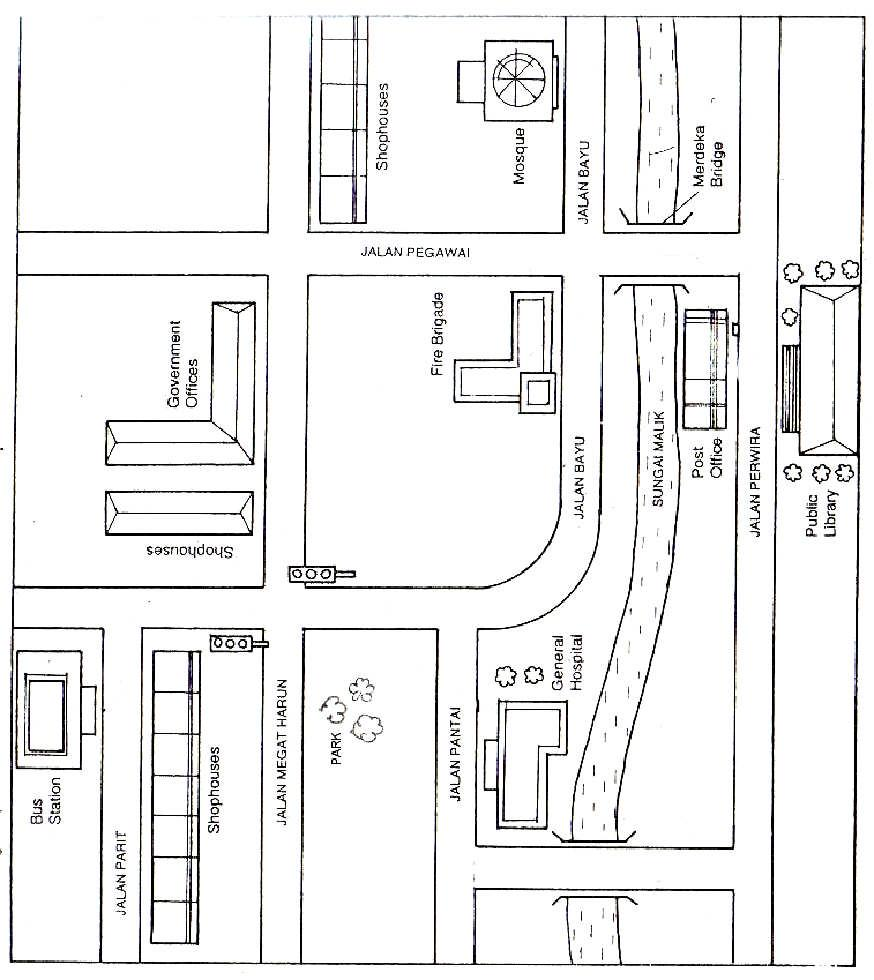 Shophouses
Mosque
JALAN BAYU
Merdeka
Bridge
JALAN PEGAWAI
Government
Offices
Fire Brigade
Shophouses
JALAN BAYU
SUNGAI MALIK
Post
Office
JALAN PERWIRA
Public
Library
Bus
Station
JALAN PARIT
Shophouses
JALAN MEGAT HARUN
PARK
JALAN PANTAI
General
Hospital